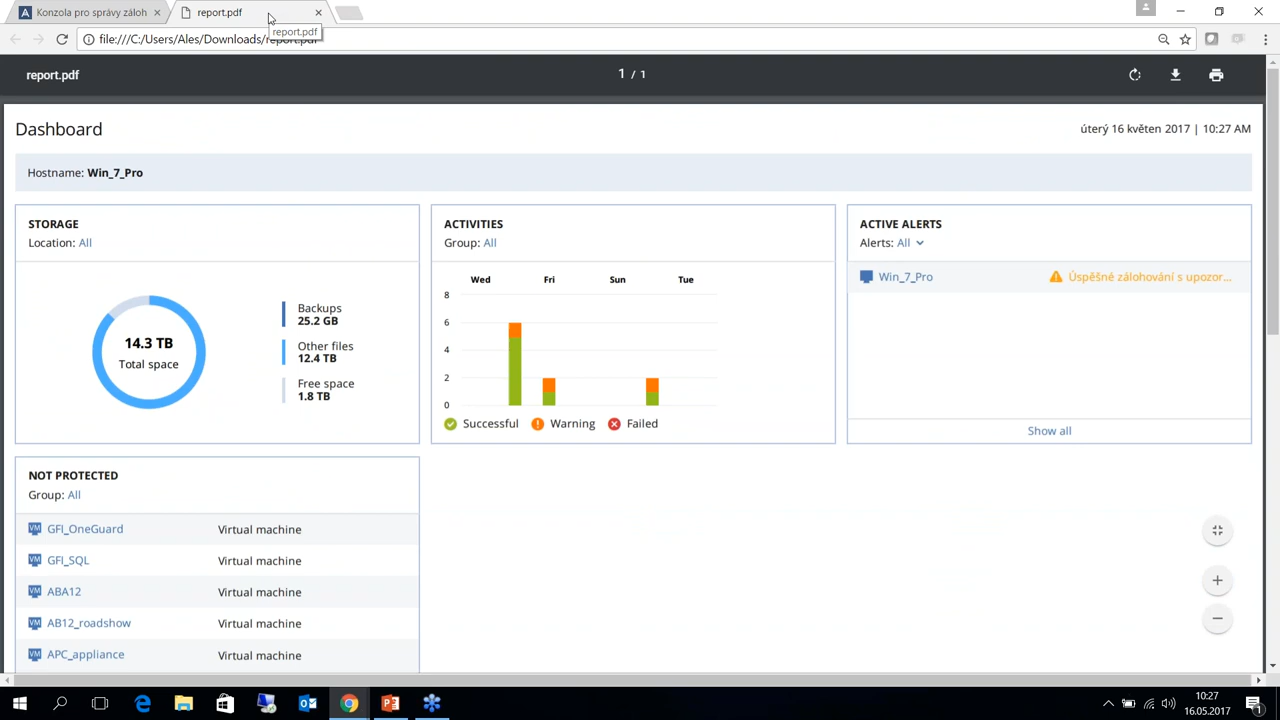 Konzola pro správy záloh
report.pdf
report.pdf
file:///C:/Users/Ales/Downloads/report.pdf
report.pdf
1 / 1
Dashboard
úterý 16 květen 2017 | 10:27 AM
Hostname: Win_7_Pro
STORAGE
Location: All
14.3 TB
Total space
Backups
25.2 GB
Other files
12.4 TB
Free space
1.8 TB
ACTIVITIES
Group: All
Wed Fri Sun Tue
8
6
4
2
0
Successful Warning Failed
ACTIVE ALERTS
Alerts: All
Win_7_Pro Úspěšné zálohování s upozor...
Show all
NOT PROTECTED
Group: All
VM GFI_OneGuard Virtual machine
VM GFI_SQL Virtual machine
VM ABA12 Virtual machine
VM AB12_roadshow Virtual machine
VM APC_appliance Virtual machine
10:27
16.05.2017